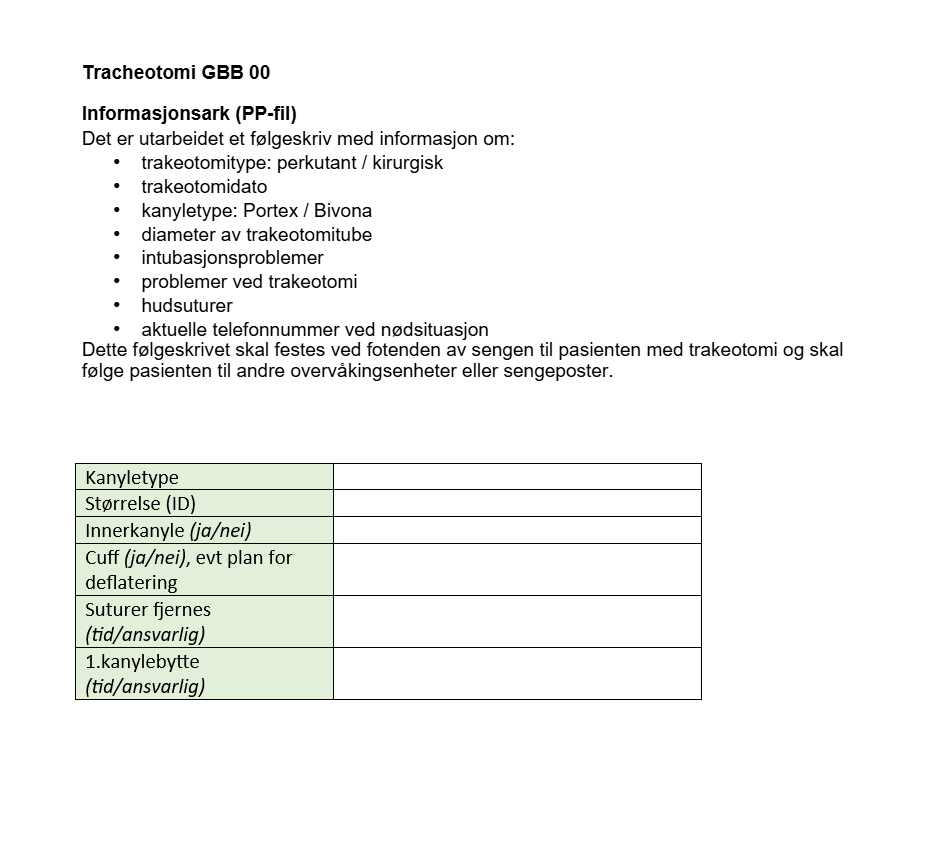 Tracheotomi GBB 00
Informasjonsark (PP-fil)
Det er utarbeidet et følgeskriv med informasjon om:
• trakeotomitype: perkutant / kirurgisk
• trakeotomidato
• kanyletype: Portex / Bivona
• diameter av trakeotomitube
• intubasjonsproblemer
• problemer ved trakeotomi
• hudsuturer
• aktuelle telefonnummer ved nødsituasjon
Dette følgeskrivet skal festes ved fotenden av sengen til pasienten med trakeotomi og skal
følge pasienten til andre overvåkingsenheter eller sengeposter.
Kanyletype
Størrelse (ID)
Innerkanyle (ja/nei)
Cuff (ja/nei), evt plan for
deflatering
Suturer fjernes
(tid/ansvarlig)
1.kanylebytte
(tid/ansvarlig)